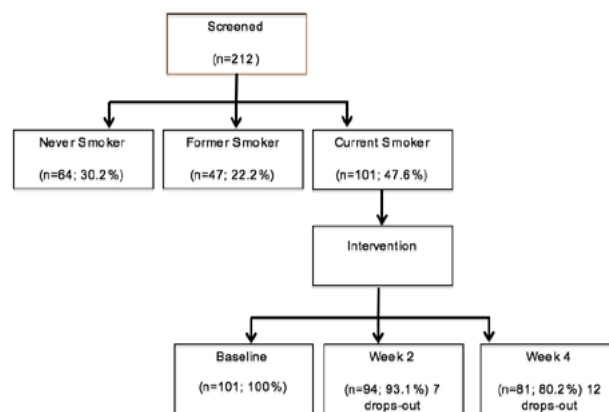 Screened
(n=212)
Never Smoker
(n=64; 30.2%)
Former Smoker
(n=47; 22.2%)
Current Smoker
(n=101; 47.6%)
Intervention
Baseline
(n=101; 100%)
Week 2
(n=94; 93.1%) 7
drops-out
Week 4
(n=81; 80.2%) 12
drops-out